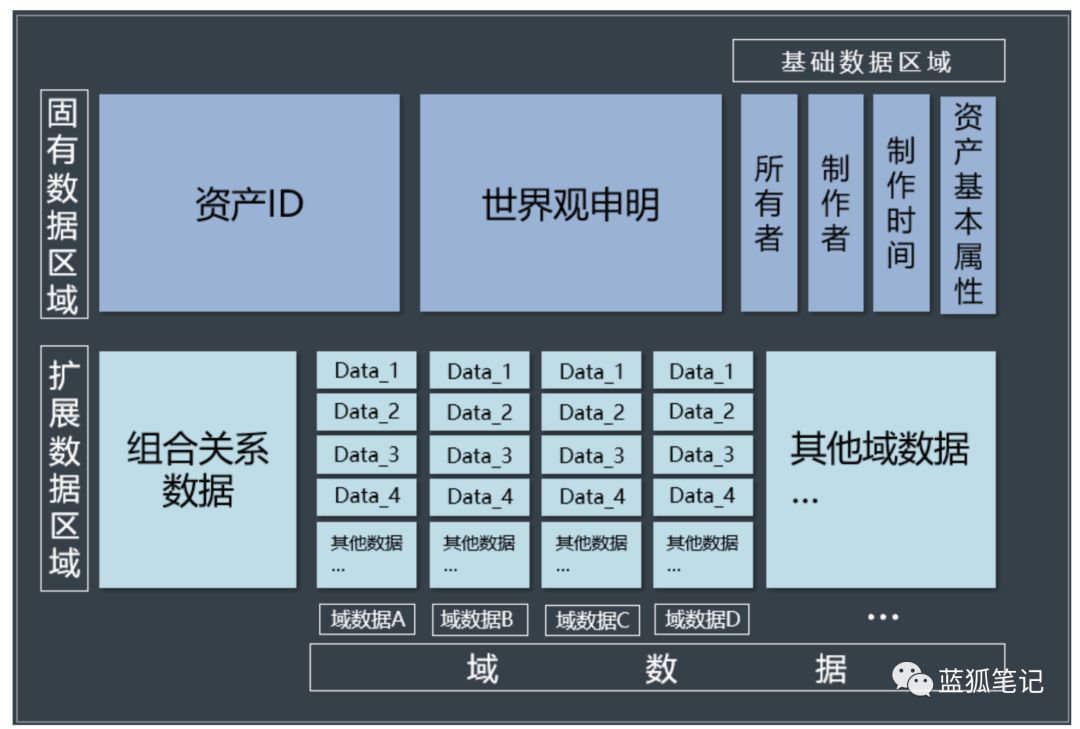 基础数据区域
固有数据区域
资产ID
世界观申明
所有者
制作者
制作时间
资产基本属性
扩展数据区域
组合关系
数据
Data_1
Data_2
Data_3
Data_4
其他数据
...
Data_1
Data_2
Data_3
Data_4
其他数据
...
Data_1
Data_2
Data_3
Data_4
其他数据
...
Data_1
Data_2
Data_3
Data_4
其他数据
...
其他域数据
...
域数据A
域数据B
域数据C
域数据D
...
域 数 据
蓝狐笔记